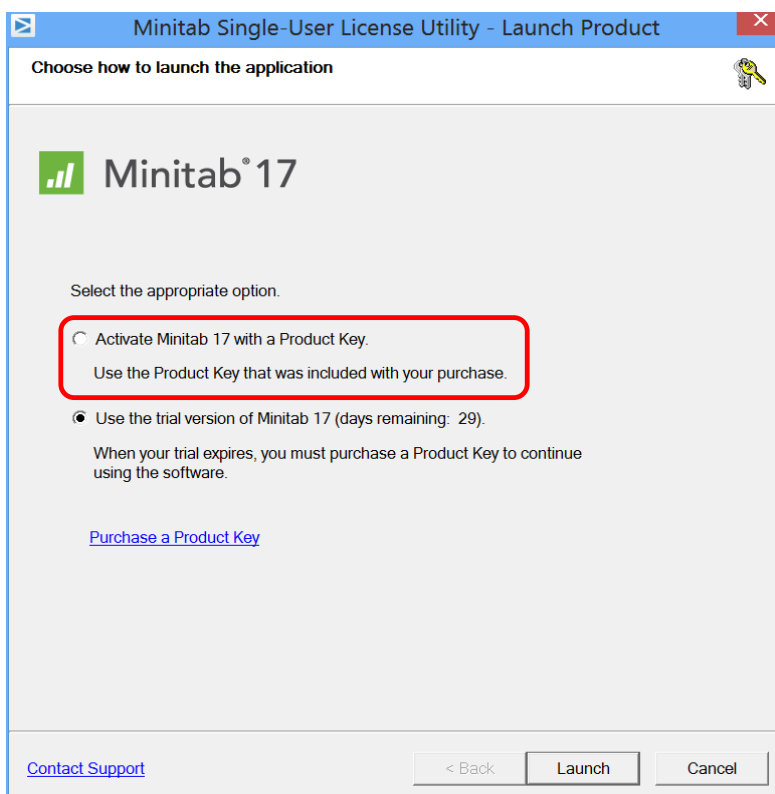 Minitab Single-User License Utility - Launch Product
Choose how to launch the application
Minitab® 17
Select the appropriate option.
Activate Minitab 17 with a Product Key.
Use the Product Key that was included with your purchase.
Use the trial version of Minitab 17 (days remaining: 29).
When your trial expires, you must purchase a Product Key to continue
using the software.
Purchase a Product Key
Contact Support
< Back
Launch
Cancel